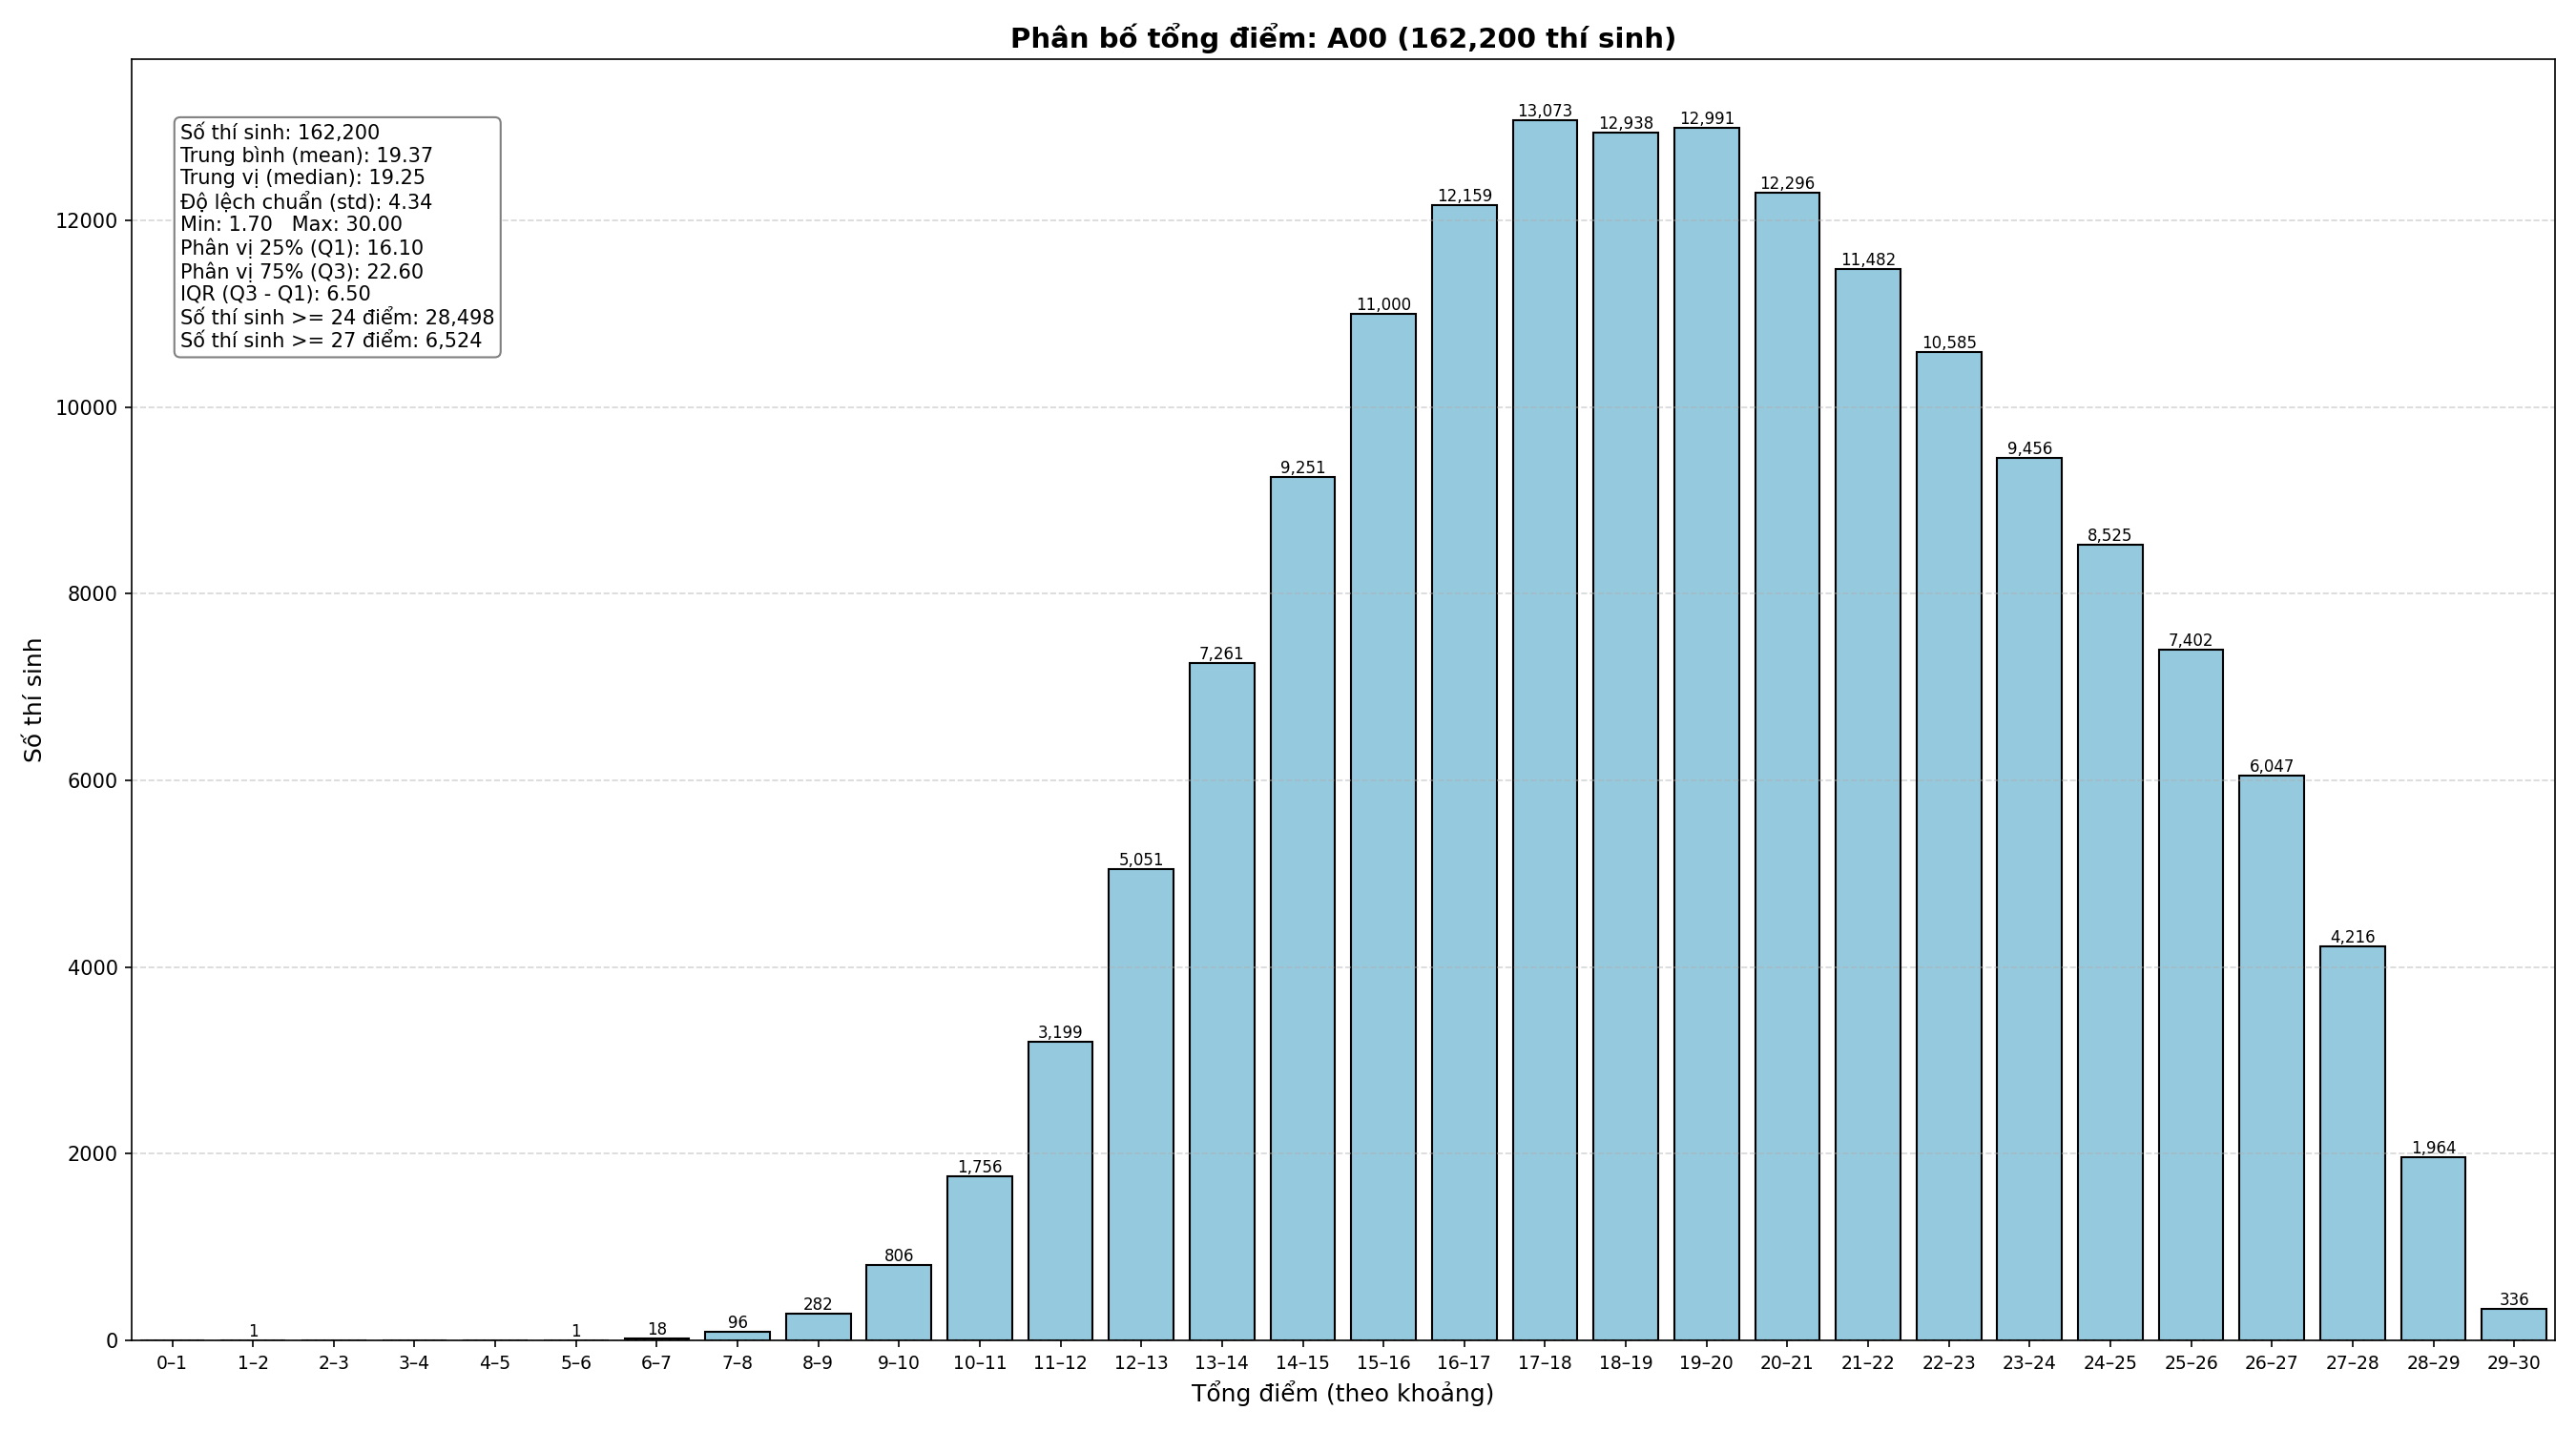 Phân bố tổng điểm: A00 (162,200 thí sinh)
Số thí sinh: 162,200
Trung bình (mean): 19.37
Trung vị (median): 19.25
Độ lệch chuẩn (std): 4.34
Min: 1.70 Max: 30.00
Phân vị 25% (Q1): 16.10
Phân vị 75% (Q3): 22.60
IQR (Q3 - Q1): 6.50
Số thí sinh >= 24 điểm: 28,498
Số thí sinh >= 27 điểm: 6,524
Số thí sinh
12000
10000
8000
6000
4000
2000
0
1
1
18
96
282
806
1,756
3,199
5,051
7,261
9,251
11,000
12,159
13,073
12,938
12,991
12,296
11,482
10,585
9,456
8,525
7,402
6,047
4,216
1,964
336
0–1 1–2 2–3 3–4 4–5 5–6 6–7 7–8 8–9 9–10 10–11 11–12 12–13 13–14 14–15 15–16 16–17 17–18 18–19 19–20 20–21 21–22 22–23 23–24 24–25 25–26 26–27 27–28 28–29 29–30
Tổng điểm (theo khoảng)